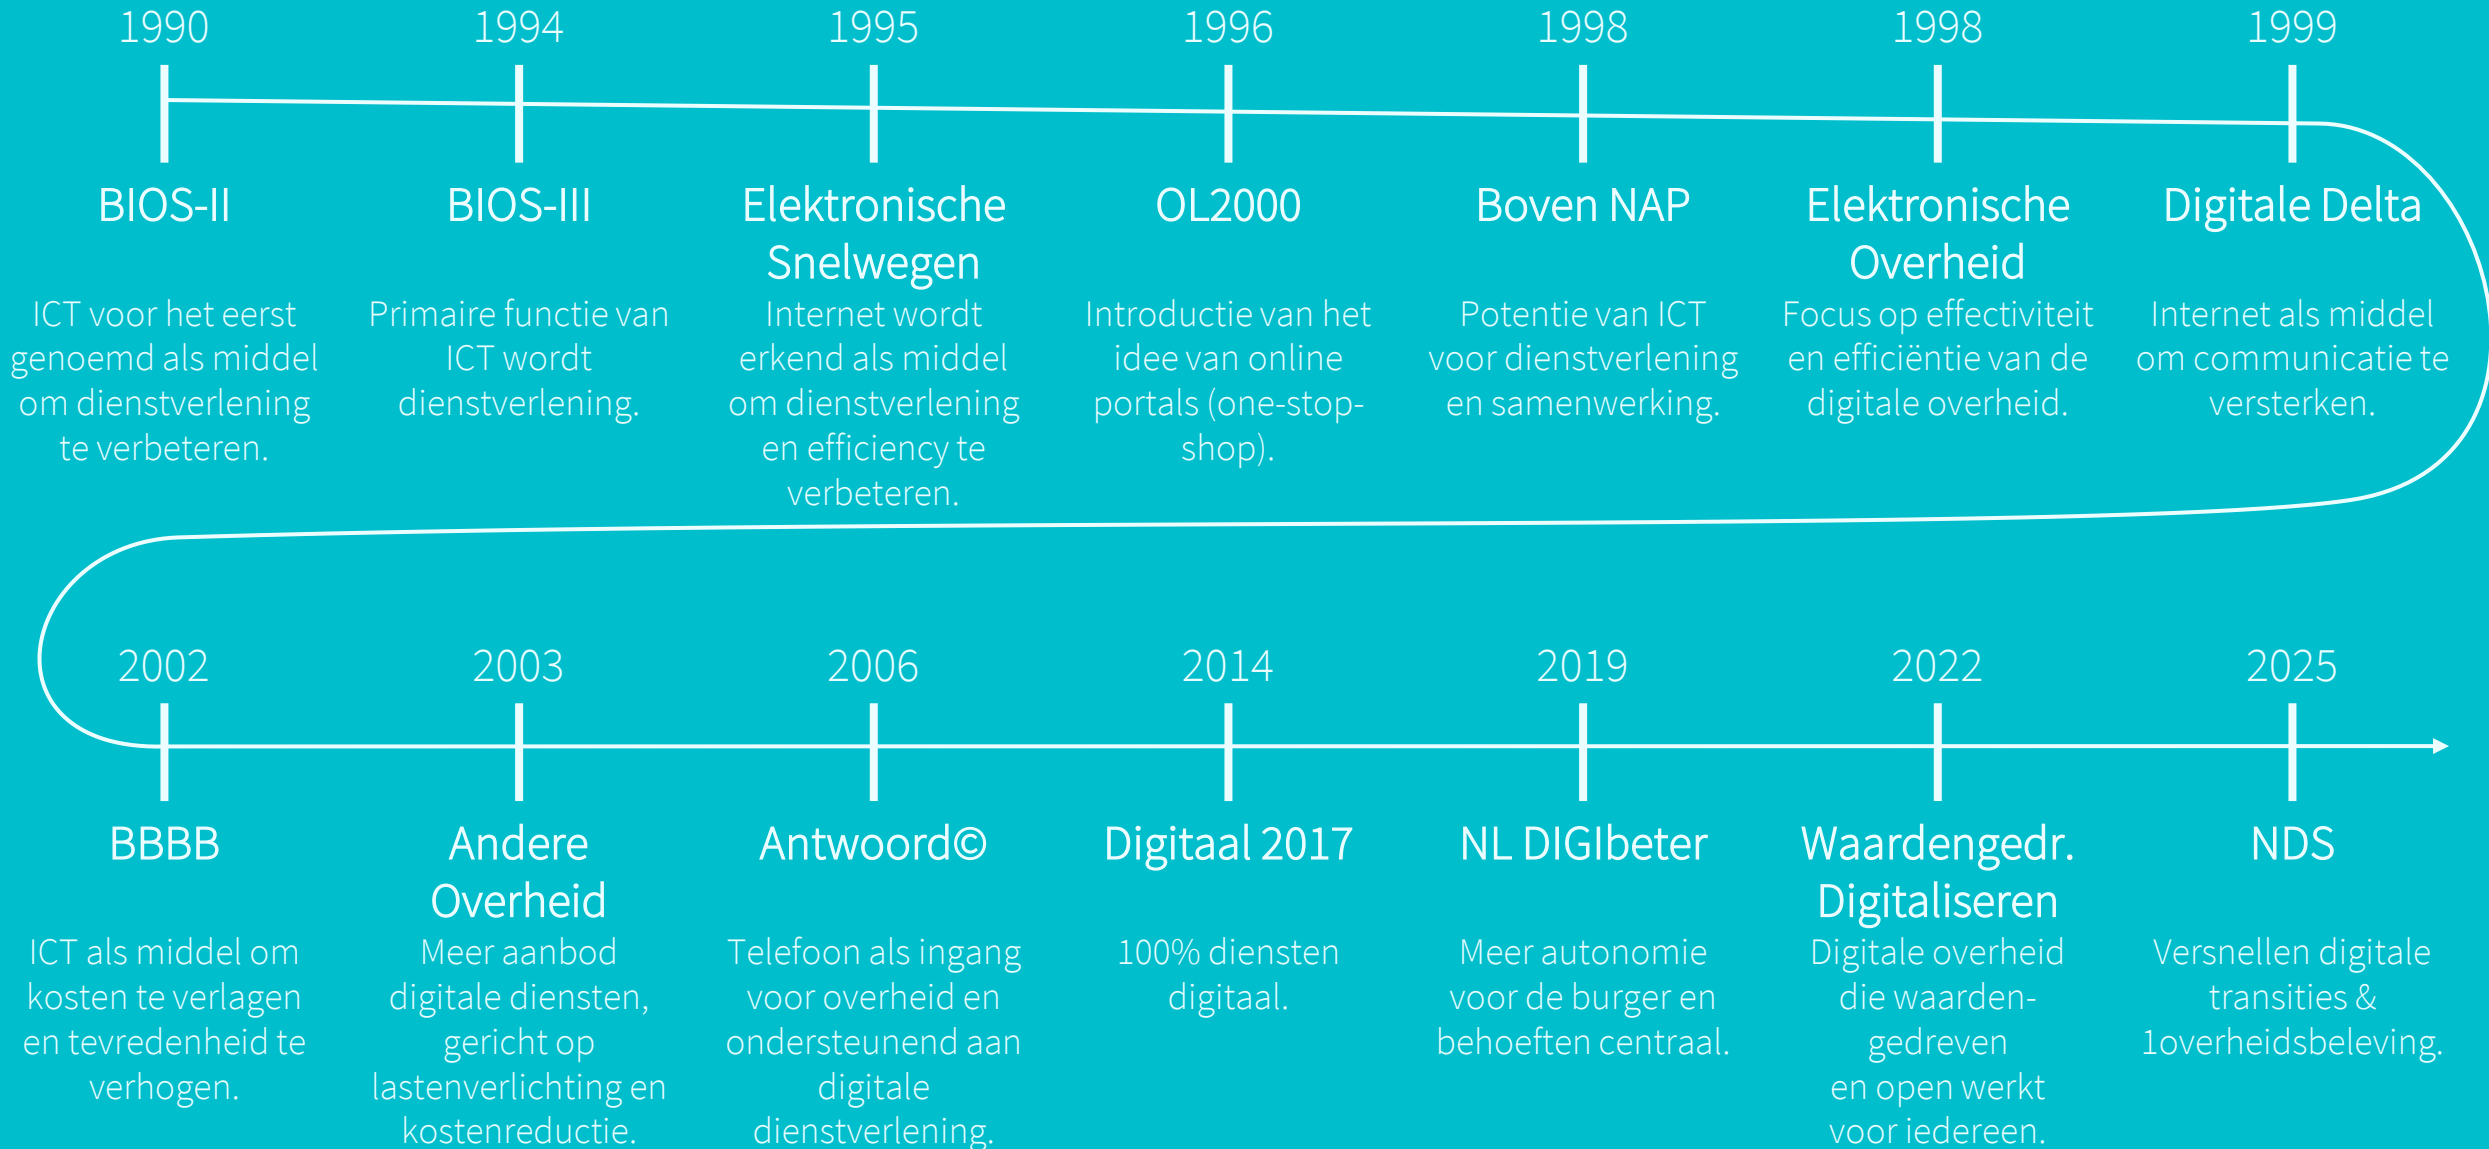 1990
BIOS-II
ICT voor het eerst
genoemd als middel
om dienstverlening
te verbeteren.
1994
BIOS-III
Primaire functie van
ICT wordt
dienstverlening.
1995
Elektronische
Snelwegen
Internet wordt
erkend als middel
om dienstverlening
en efficiency te
verbeteren.
1996
OL2000
Introductie van het
idee van online
portals (one-stop-
shop).
1998
Boven NAP
Potentie van ICT
voor dienstverlening
en samenwerking.
1998
Elektronische
Overheid
Focus op effectiviteit
en efficiëntie van de
digitale overheid.
1999
Digitale Delta
Internet als middel
om communicatie te
versterken.
2002
BBBB
ICT als middel om
kosten te verlagen
en tevredenheid te
verhogen.
2003
Andere
Overheid
Meer aanbod
digitale diensten,
gericht op
lastenverlichting en
kostenreductie.
2006
Antwoord©
Telefoon als ingang
voor overheid en
ondersteunend aan
digitale
dienstverlening.
2014
Digitaal 2017
100% diensten
digitaal.
2019
NL DIGIbeter
Meer autonomie
voor de burger en
behoeften centraal.
2022
Waardengedr.
Digitaliseren
Digitale overheid
die waarden-
gedreven
en open werkt
voor iedereen.
2025
NDS
Versnellen digitale
transities &
1overheidsbeleving.